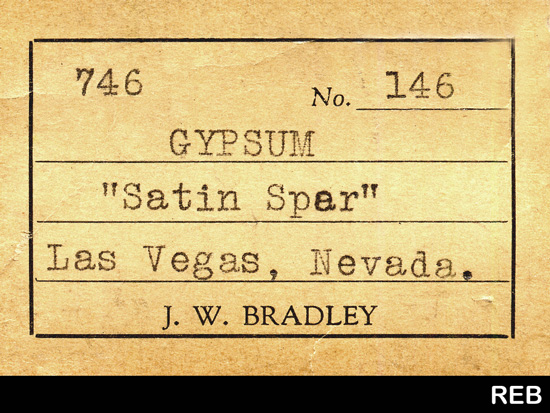 746
No. 146
GYPSUM
"Satin Spar"
Las Vegas, Nevada.
J. W. BRADLEY
REB